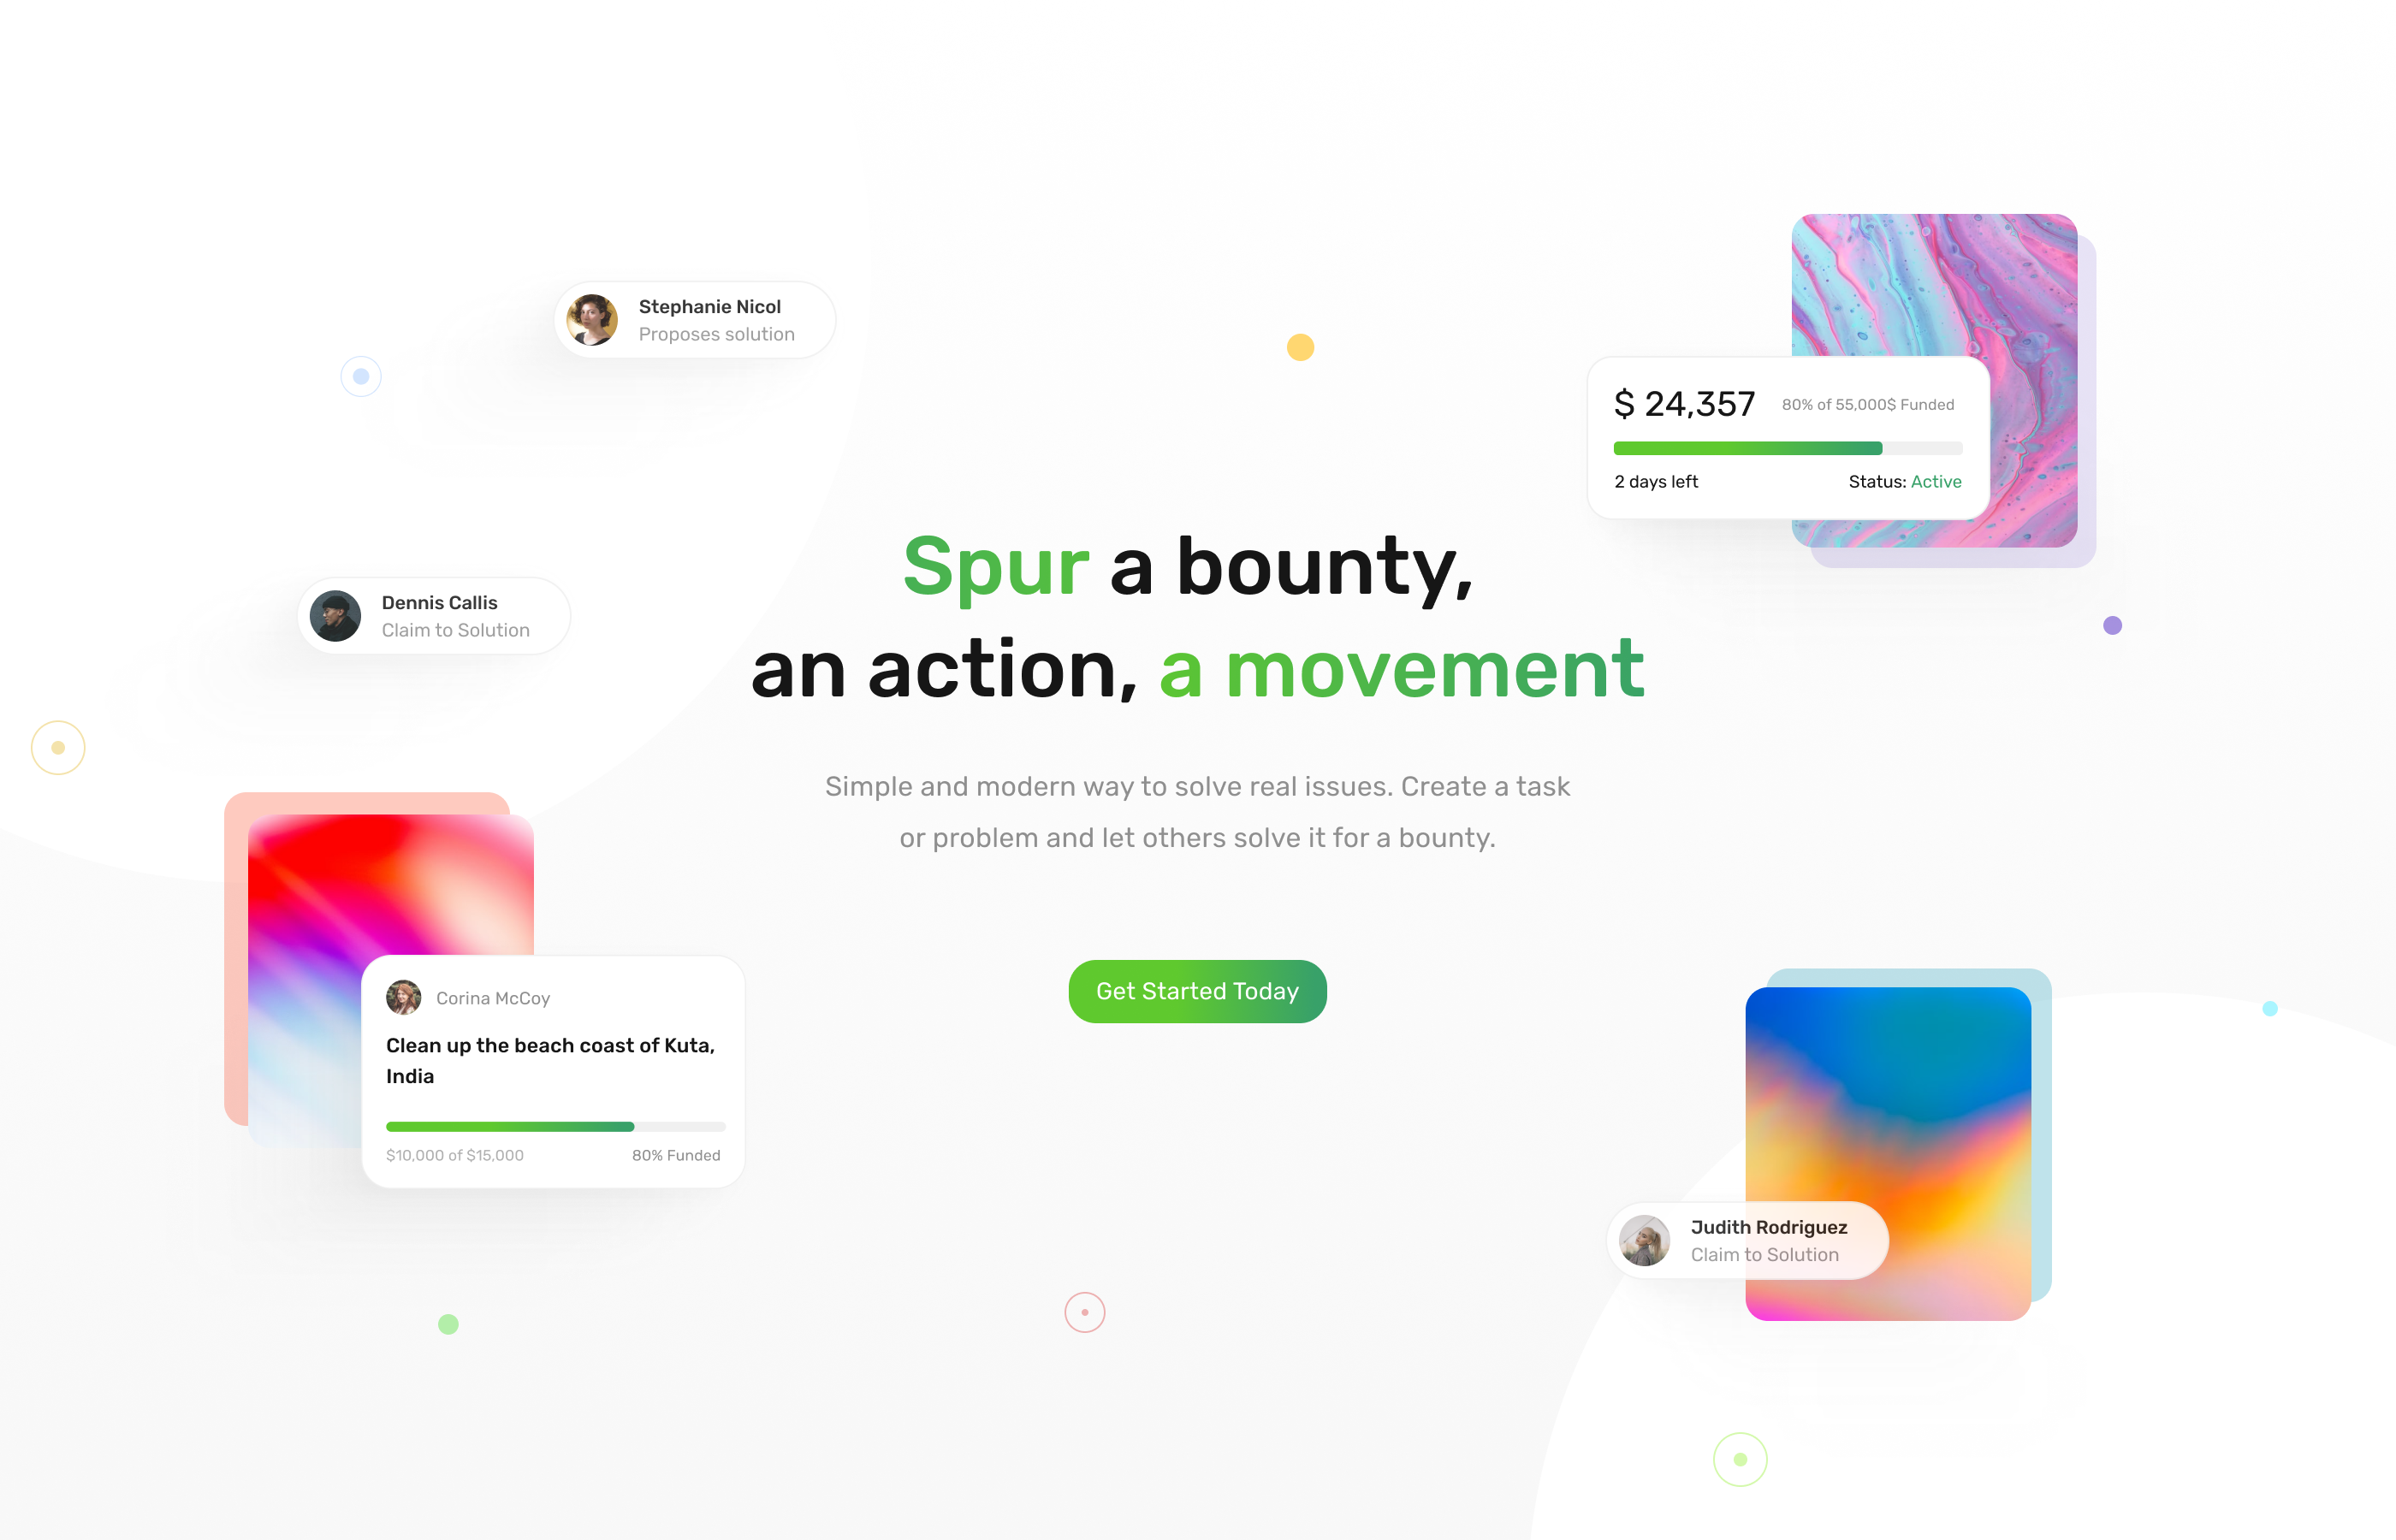 Stephanie Nicol
Proposes solution
$ 24,357
80% of 55,000$ Funded
2 days left
Status: Active
Dennis Callis
Claim to Solution
Spur a bounty,
an action, a movement
Simple and modern way to solve real issues. Create a task
or problem and let others solve it for a bounty.
Get Started Today
Corina McCoy
Clean up the beach coast of Kuta,
India
$10,000 of $15,000
80% Funded
Judith Rodriguez
Claim to Solution